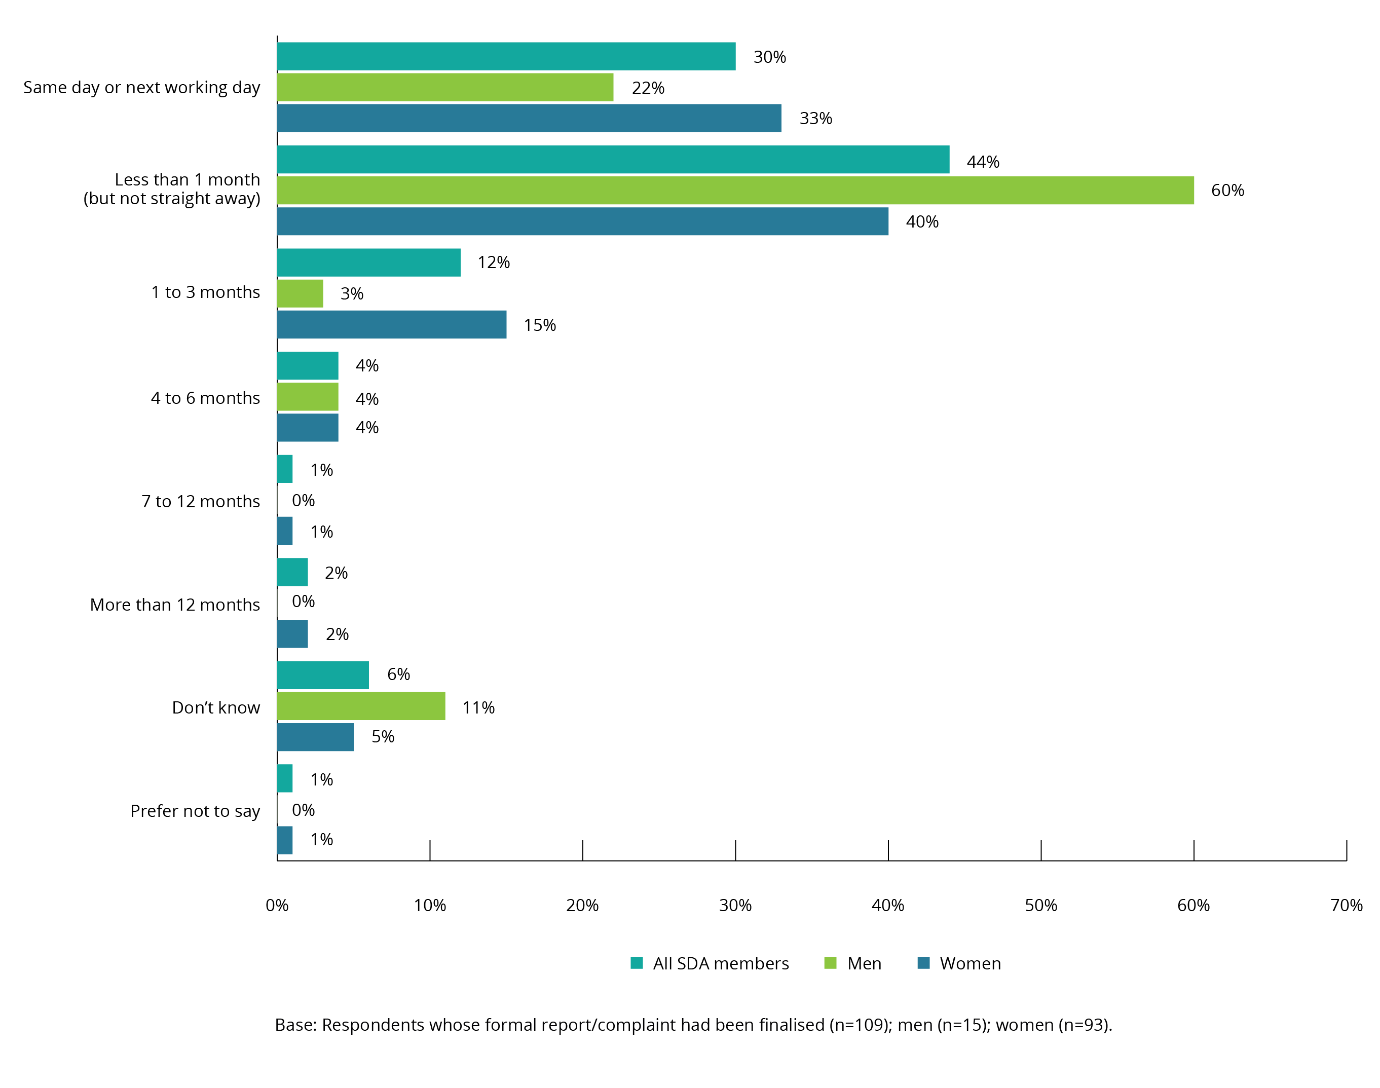 30%
Same day or next working day
22%
33%
44%
Less than 1 month
(but not straight away)
60%
40%
12%
1 to 3 months
3%
15%
4%
4 to 6 months
4%
4%
1%
7 to 12 months
0%
1%
2%
More than 12 months
0%
2%
6%
Don’t know
11%
5%
1%
Prefer not to say
0%
1%
0% 10% 20% 30% 40% 50% 60% 70%
All SDA members Men Women
Base: Respondents whose formal report/complaint had been finalised (n=109); men (n=15); women (n=93).